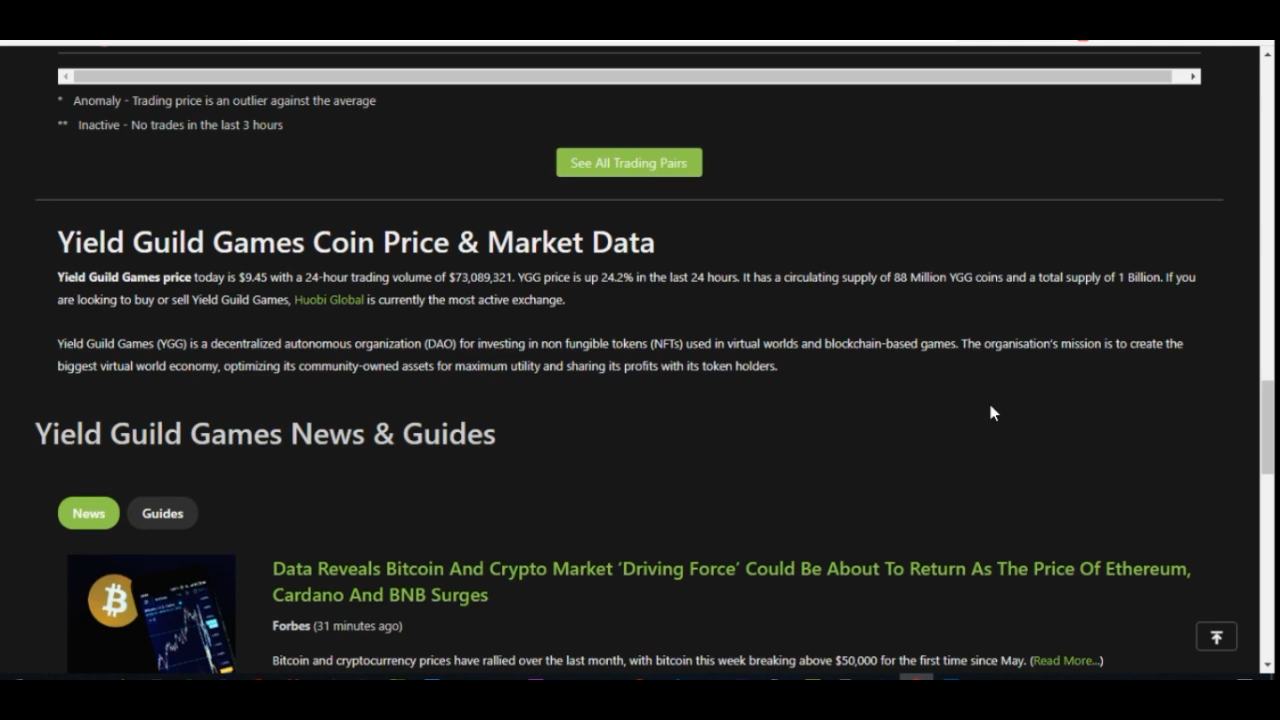 * Anomaly - Trading price is an outlier against the average
** Inactive - No trades in the last 3 hours
See All Trading Pairs
Yield Guild Games Coin Price & Market Data
Yield Guild Games price today is $9.45 with a 24-hour trading volume of $73,089,321. YGG price is up 24.2% in the last 24 hours. It has a circulating supply of 88 Million YGG coins and a total supply of 1 Billion. If you
are looking to buy or sell Yield Guild Games, Huobi Global is currently the most active exchange.
Yield Guild Games (YGG) is a decentralized autonomous organization (DAO) for investing in non fungible tokens (NFTs) used in virtual worlds and blockchain-based games. The organisation's mission is to create the
biggest virtual world economy, optimizing its community-owned assets for maximum utility and sharing its profits with its token holders.
Yield Guild Games News & Guides
News Guides
Data Reveals Bitcoin And Crypto Market ‘Driving Force’ Could Be About To Return As The Price Of Ethereum,
Cardano And BNB Surges
Forbes (31 minutes ago)
Bitcoin and cryptocurrency prices have rallied over the last month, with bitcoin this week breaking above $50,000 for the first time since May. (Read More...)